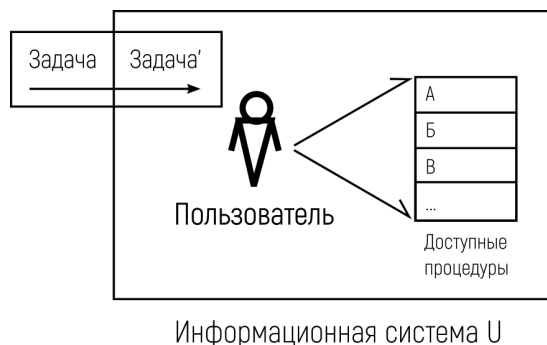 Задача Задача'
А
Б
В
...
Пользователь
Доступные
процедуры
Информационная система U